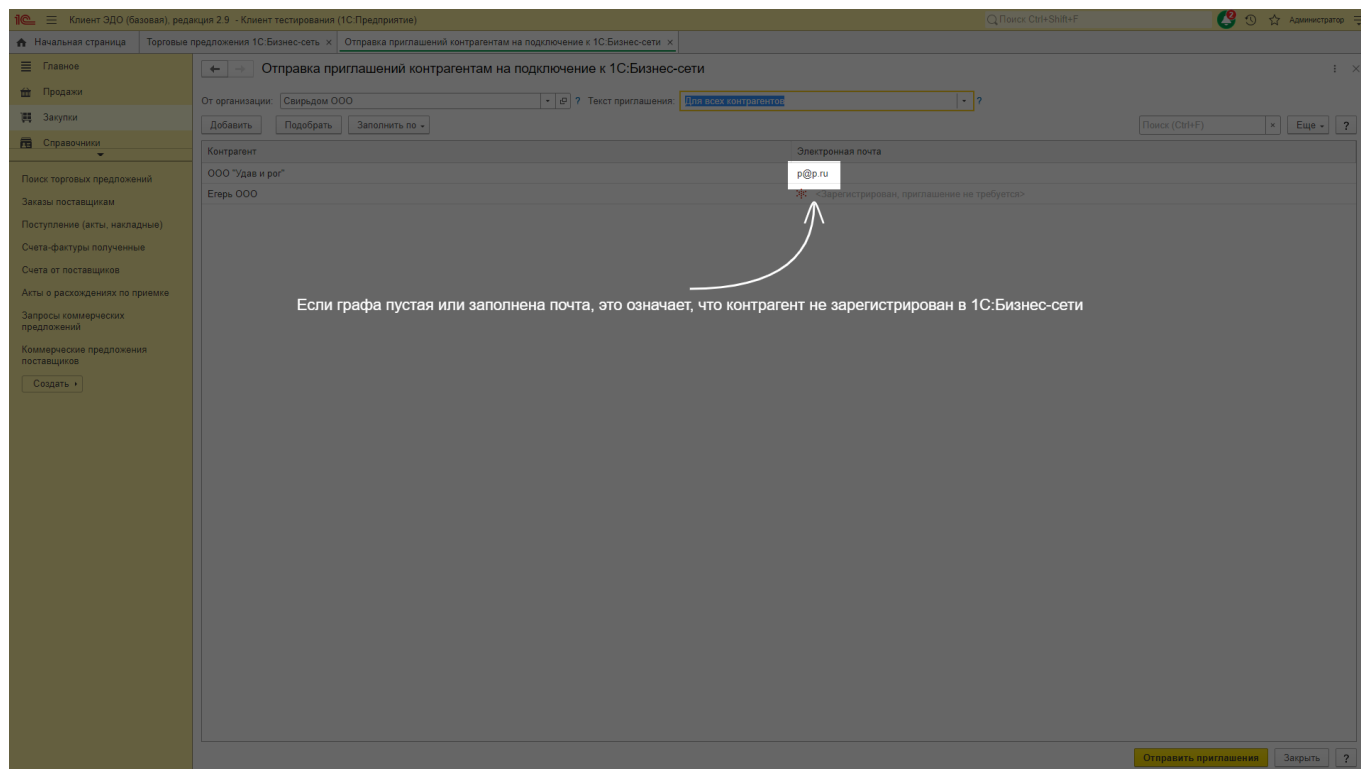 1С Клиент ЭДО (базовая), редакция 2.9 - Клиент тестирования (1С:Предприятие) Поиск Ctrl+Shift+F 2 Администратор
Начальная страница Торговые предложения 1С:Бизнес-сеть × Отправка приглашений контрагентам на подключение к 1С:Бизнес-сети ×
Главное
Продажи
Закупки
Справочники
Поиск торговых предложений
Заказы поставщикам
Поступление (акты, накладные)
Счета-фактуры полученные
Счета от поставщиков
Акты о расхождениях по приемке
Запросы коммерческих
предложений
Коммерческие предложения
поставщиков
Создать
Отправка приглашений контрагентам на подключение к 1С:Бизнес-сети
От организации: Свирьдом ООО ? Текст приглашения: Для всех контрагентов ?
Добавить Подобрать Заполнить по Поиск (Ctrl+F) × Еще ?
Контрагент Электронная почта
ООО "Удав и рог" p@p.ru
Егерь ООО <Зарегистрирован, приглашение не требуется>
Если графа пустая или заполнена почта, это означает, что контрагент не зарегистрирован в 1С:Бизнес-сети
Отправить приглашения Закрыть ?